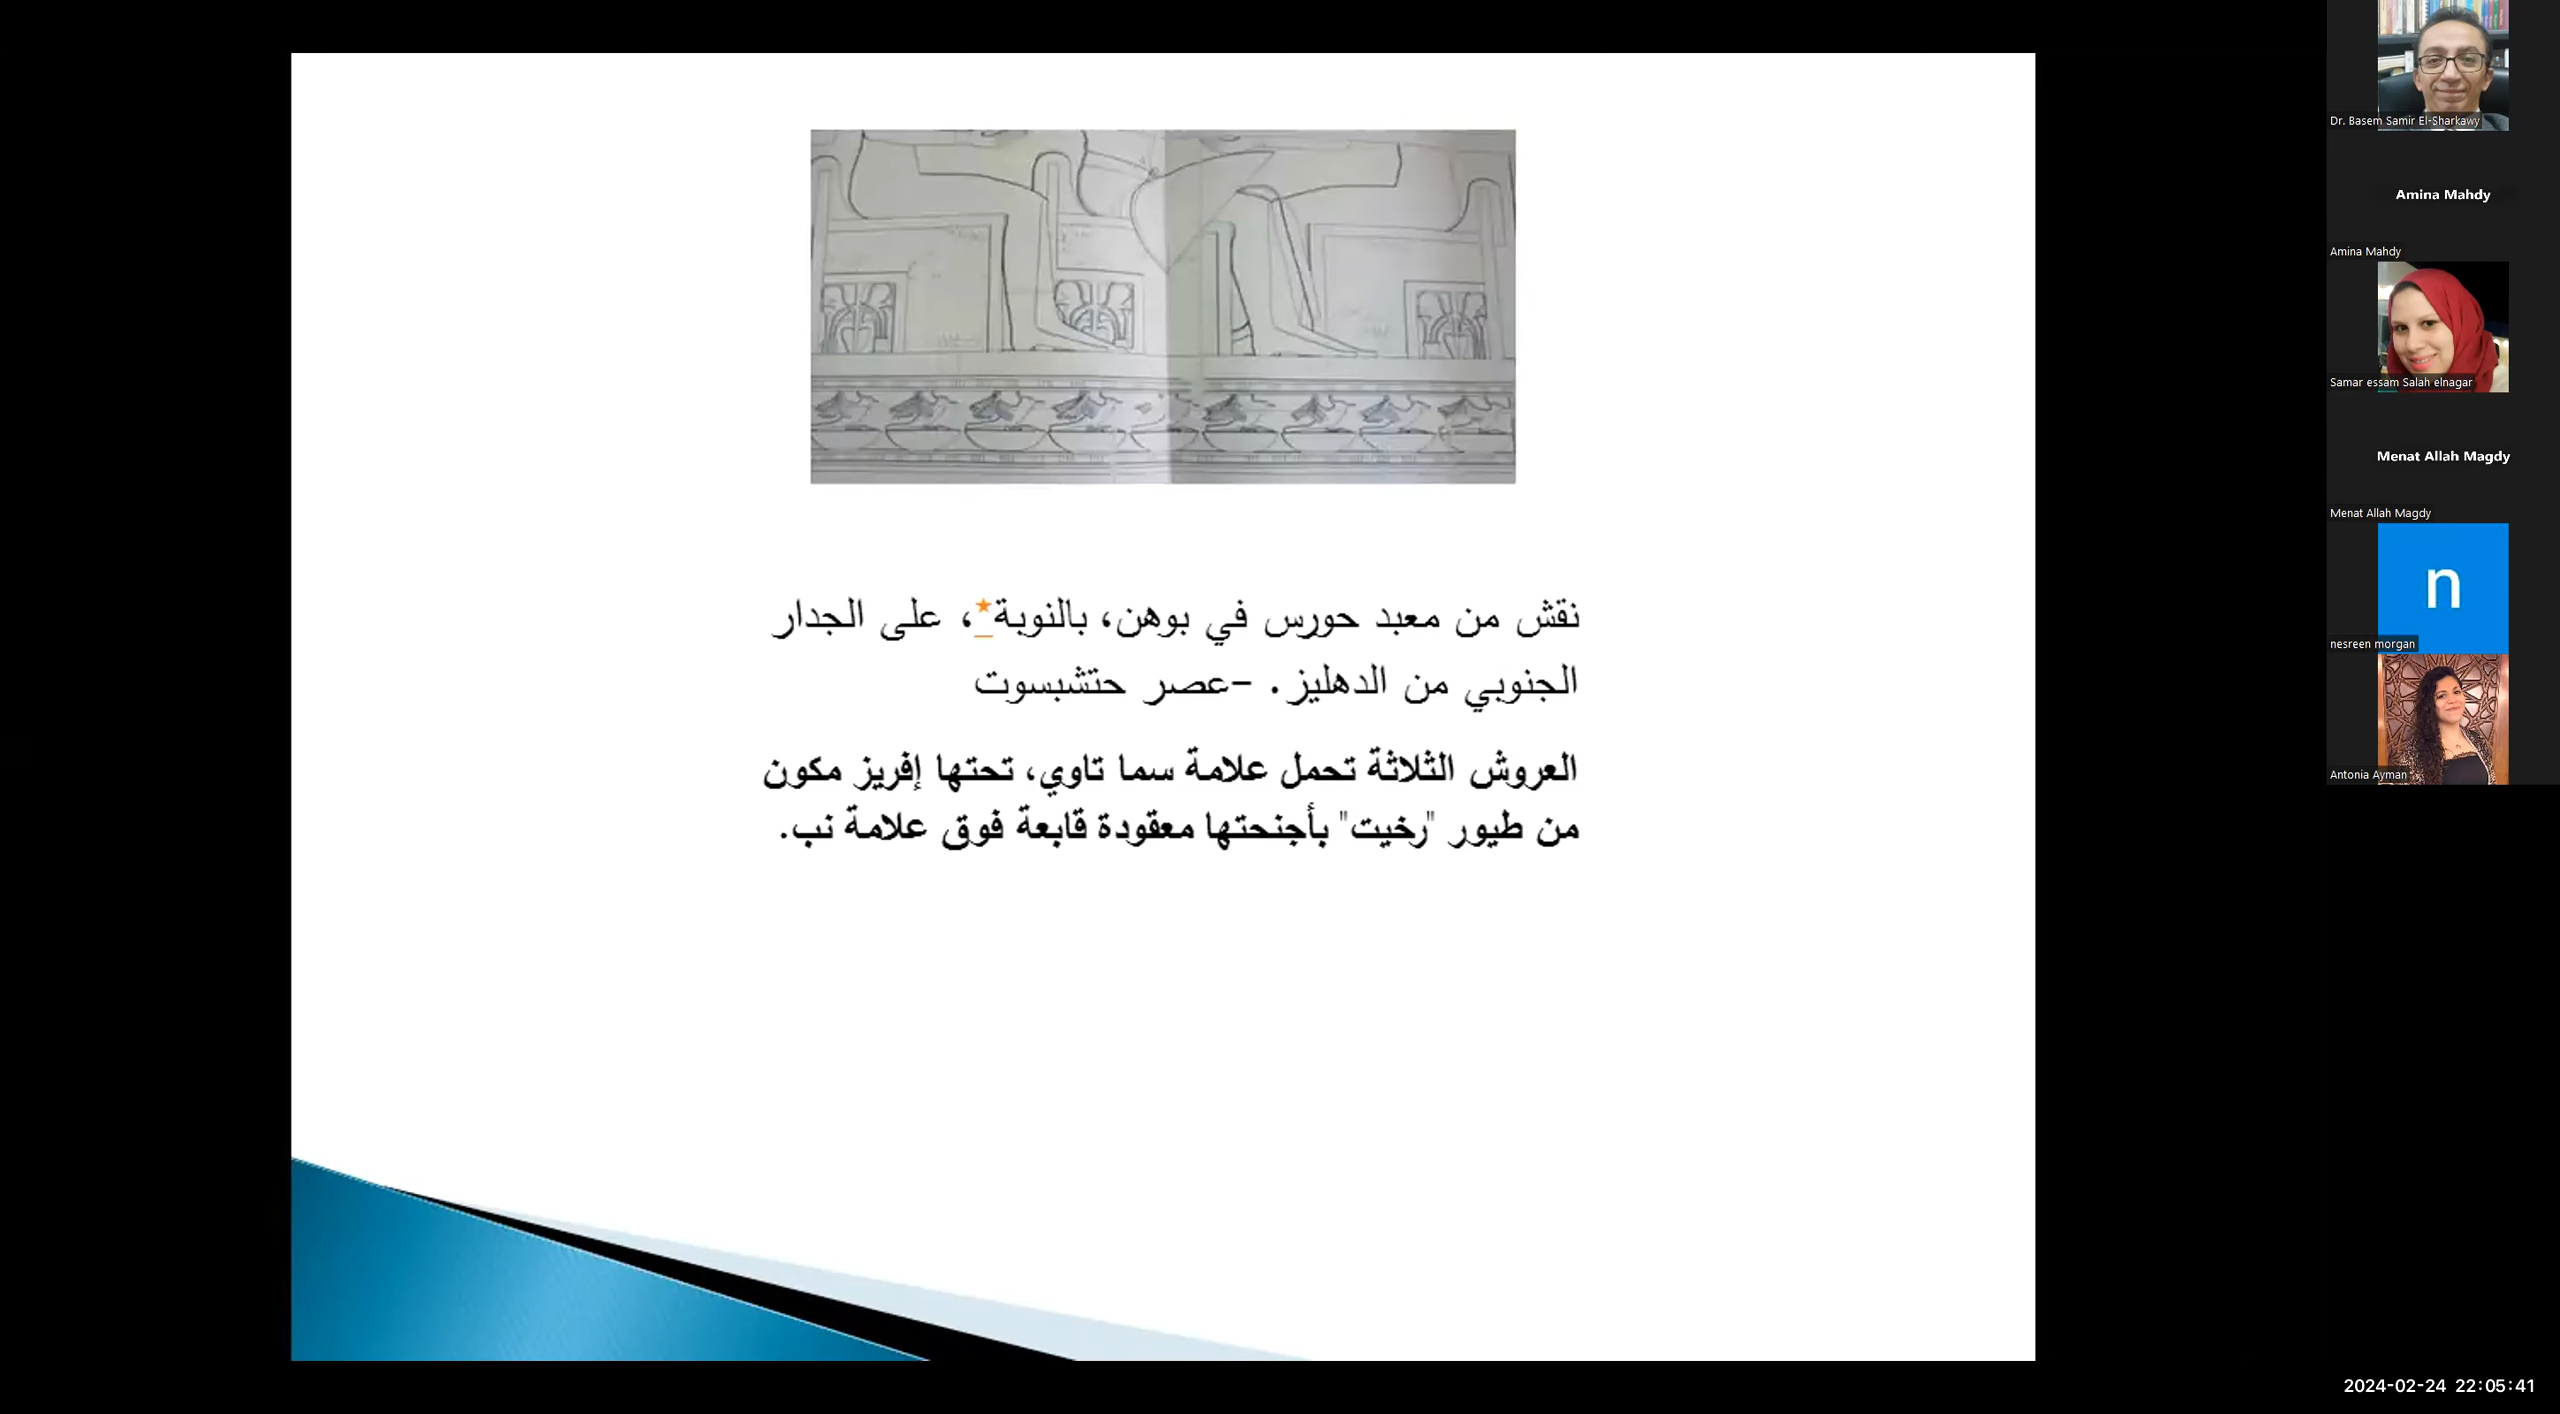 نقش من معبد حورس في بوهن، بالنوبة*، على الجدار
الجنوبي من الدهليز. –عصر حتشبسوت
العروش الثلاثة تحمل علامة سما تاوي، تحتها إفريز مكون
من طيور "رخيت" بأجنحتها معقودة قابعة فوق علامة نب.
Dr. Basem Samir El-Sharkawy
Amina Mahdy
Amina Mahdy
Samar essam Salah elnagar
Menat Allah Magdy
Menat Allah Magdy
n
nesreen morgan
Antonia Ayman
2024-02-24 22:05:41